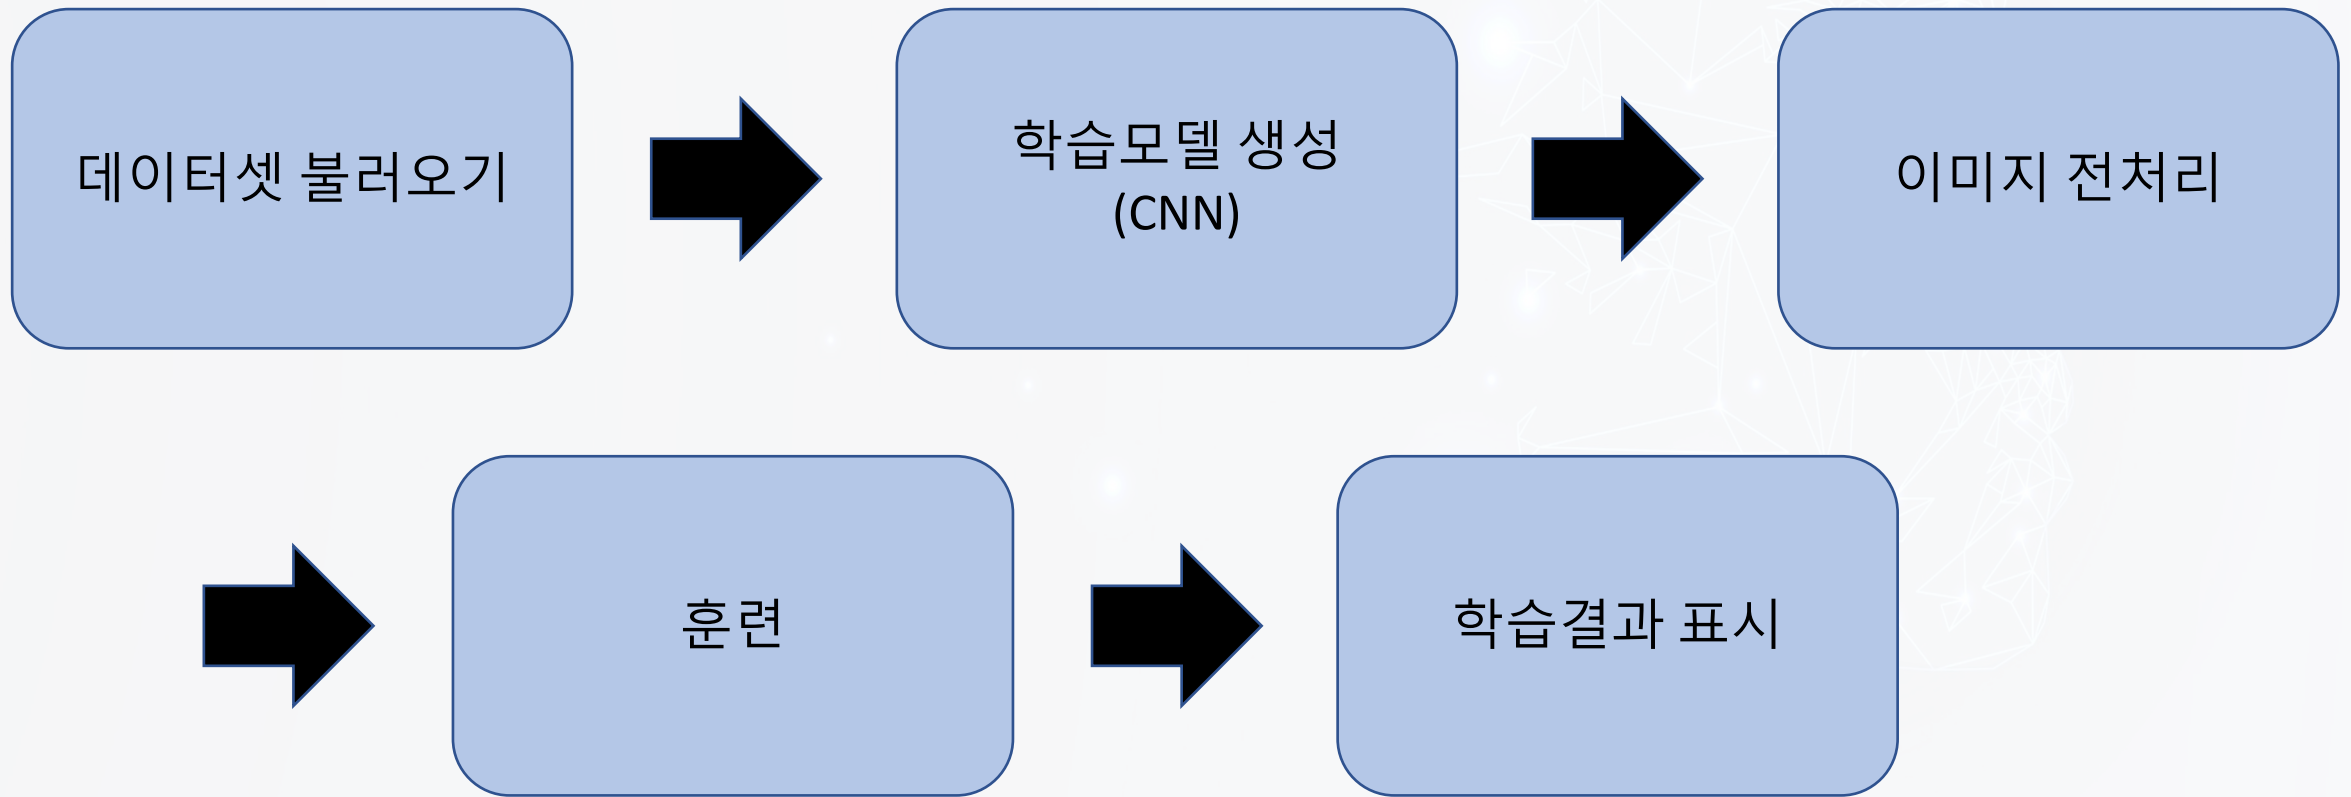 데이터셋 불러오기
학습모델 생성
(CNN)
이미지 전처리
훈련
학습결과 표시